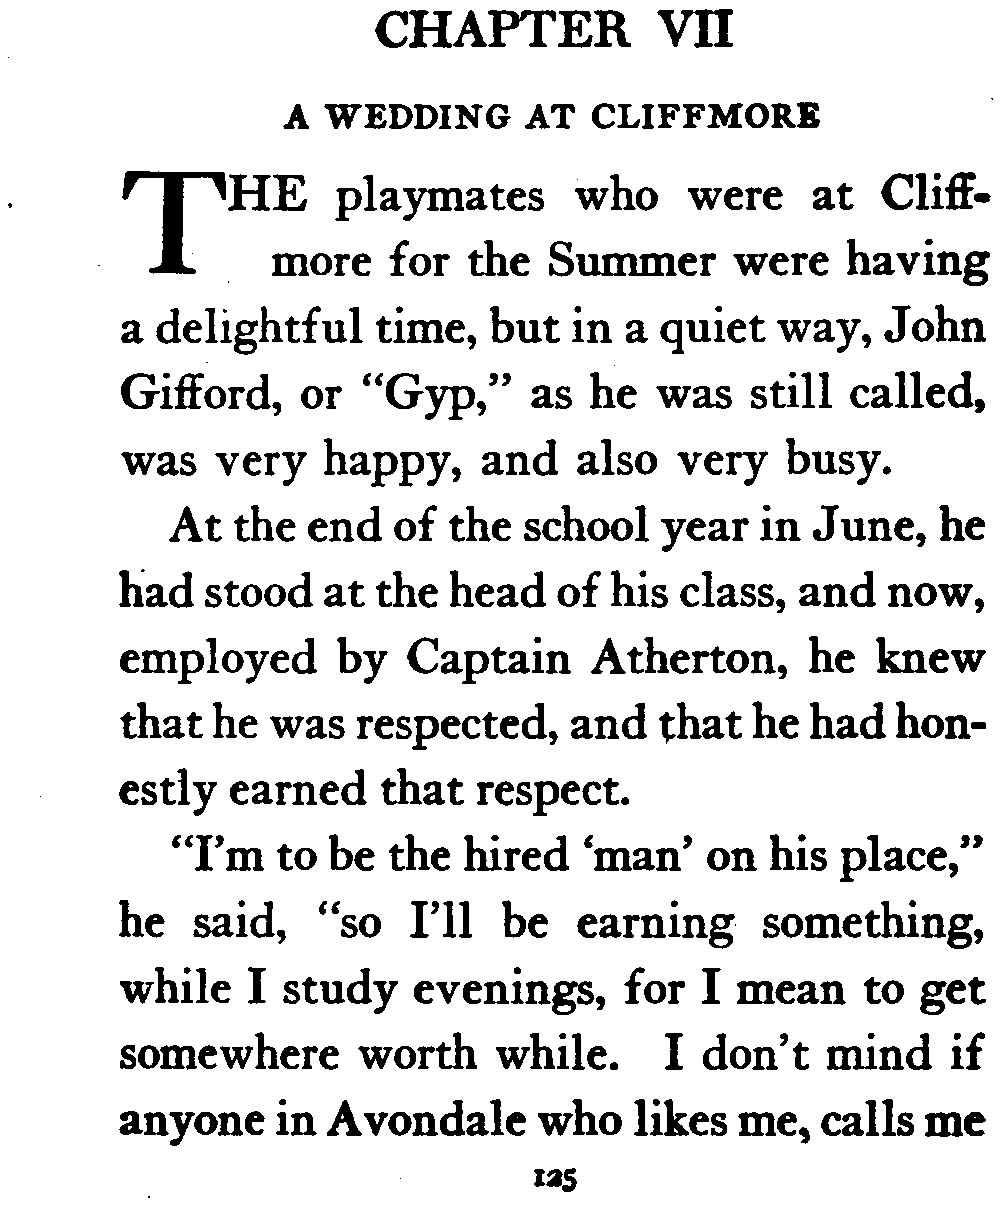 CHAPTER VII
A WEDDING AT CLIFFMORE
THE playmates who were at Cliff-
more for the Summer were having
a delightful time, but in a quiet way, John
Gifford, or “Gyp,” as he was still called,
was very happy, and also very busy.
At the end of the school year in June, he
had stood at the head of his class, and now,
employed by Captain Atherton, he knew
that he was respected, and that he had hon-
estly earned that respect.
“I’m to be the hired ‘man’ on his place,”
he said, “so I’ll be earning something,
while I study evenings, for I mean to get
somewhere worth while. I don’t mind if
anyone in Avondale who likes me, calls me
125